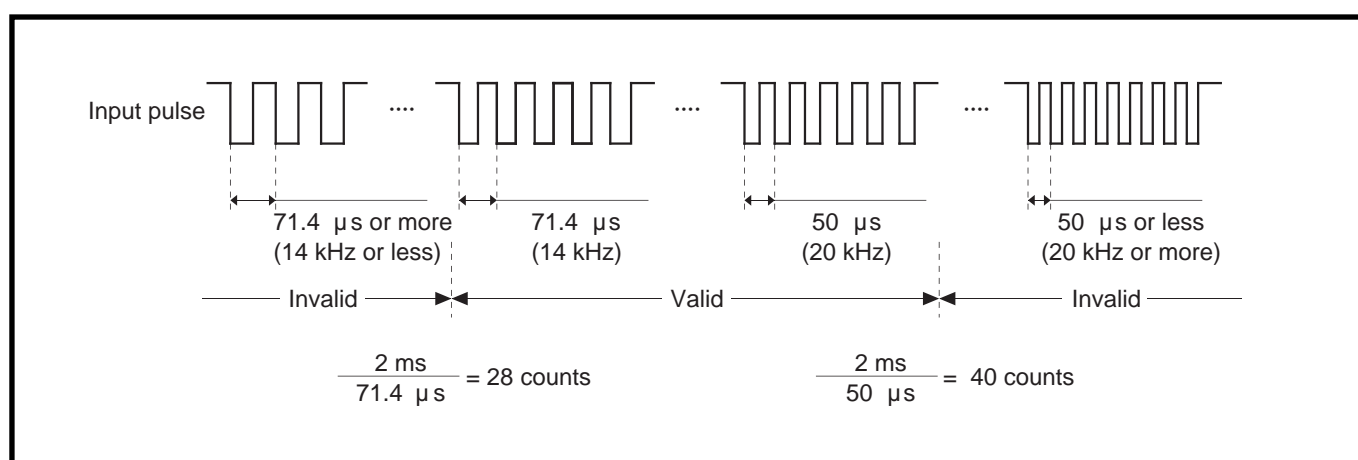 Input pulse
....
....
....
71.4 µs or more
(14 kHz or less)
71.4 µs
(14 kHz)
50 µs
(20 kHz)
50 µs or less
(20 kHz or more)
Invalid
Valid
Invalid
2 ms
71.4 µs
= 28 counts
2 ms
50 µs
= 40 counts